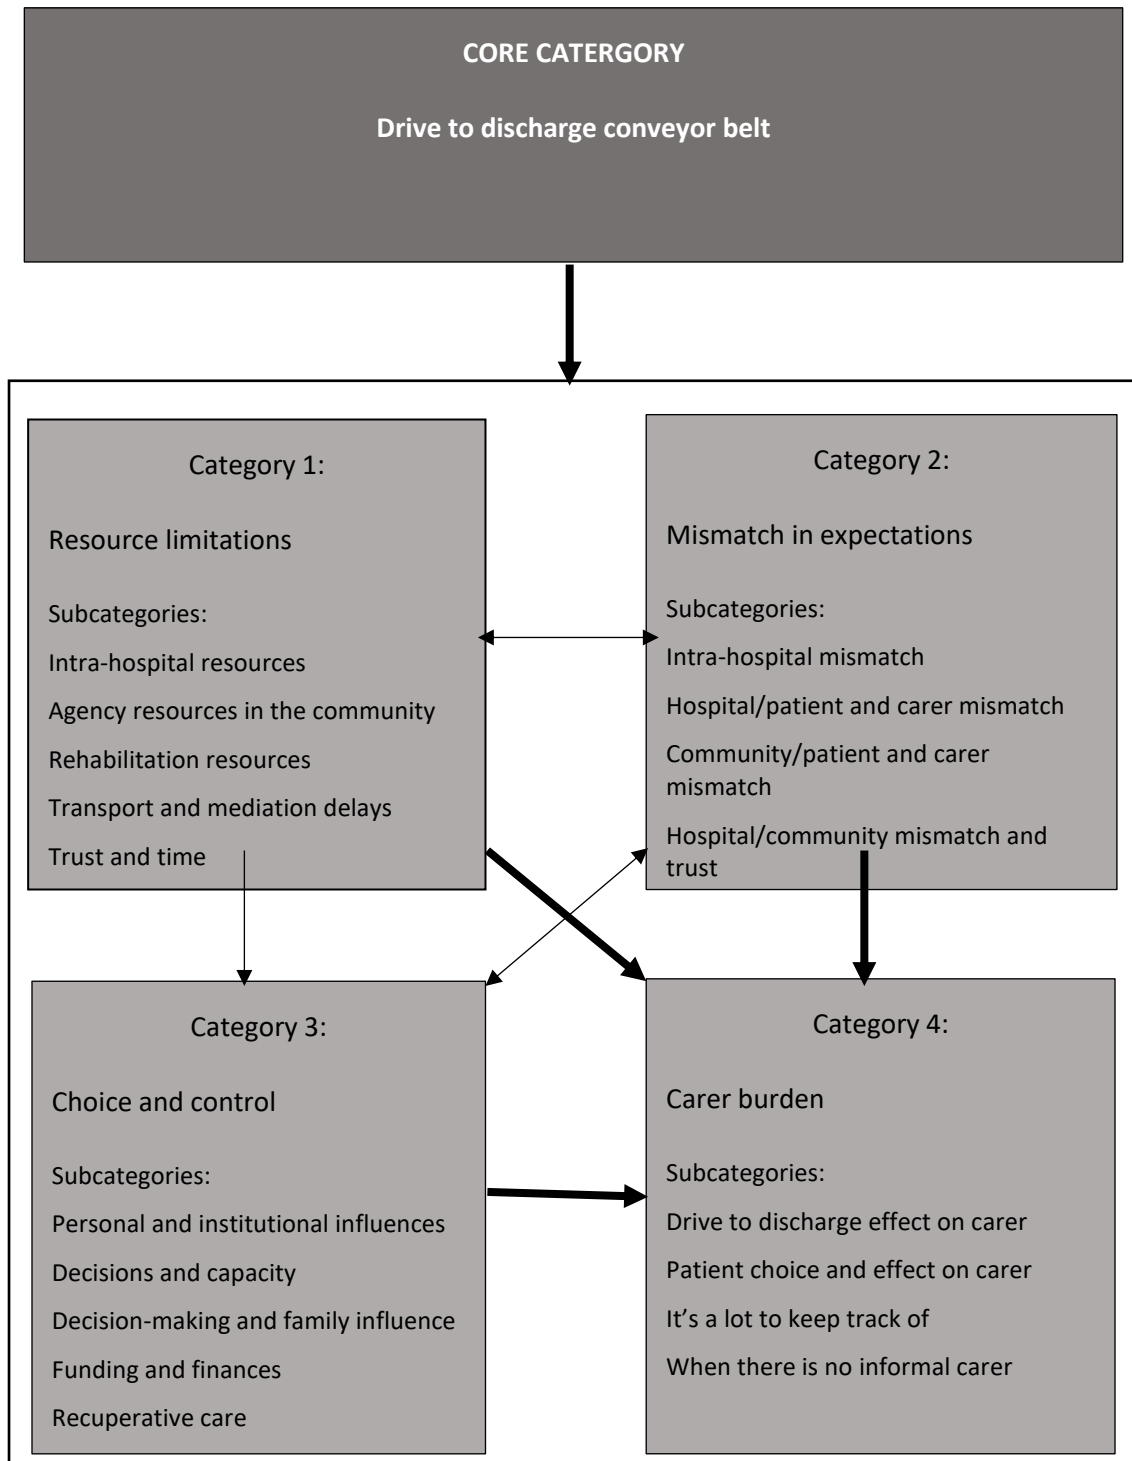 CORE CATERGORY
Drive to discharge conveyor belt
Category 1:
Resource limitations
Subcategories:
Intra-hospital resources
Agency resources in the community
Rehabilitation resources
Transport and mediation delays
Trust and time
Category 2:
Mismatch in expectations
Subcategories:
Intra-hospital mismatch
Hospital/patient and carer mismatch
Community/patient and carer
mismatch
Hospital/community mismatch and
trust
Category 3:
Choice and control
Subcategories:
Personal and institutional influences
Decisions and capacity
Decision-making and family influence
Funding and finances
Recuperative care
Category 4:
Carer burden
Subcategories:
Drive to discharge effect on carer
Patient choice and effect on carer
It’s a lot to keep track of
When there is no informal carer